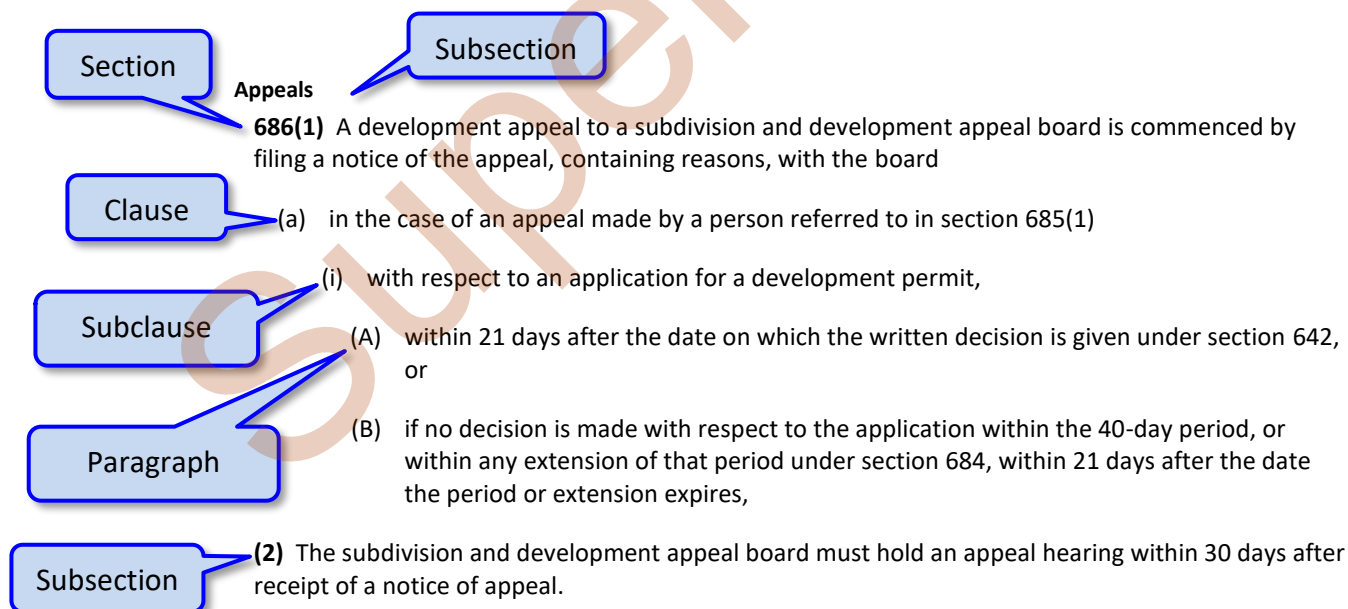 Subsection
Section
Appeals
686(1) A development appeal to a subdivision and development appeal board is commenced by
filing a notice of the appeal, containing reasons, with the board
Clause
(a) in the case of an appeal made by a person referred to in section 685(1)
(i) with respect to an application for a development permit,
Subclause
(A) within 21 days after the date on which the written decision is given under section 642,
or
(B) if no decision is made with respect to the application within the 40-day period, or
within any extension of that period under section 684, within 21 days after the date
the period or extension expires,
Paragraph
(2) The subdivision and development appeal board must hold an appeal hearing within 30 days after
receipt of a notice of appeal.
Subsection
Supe